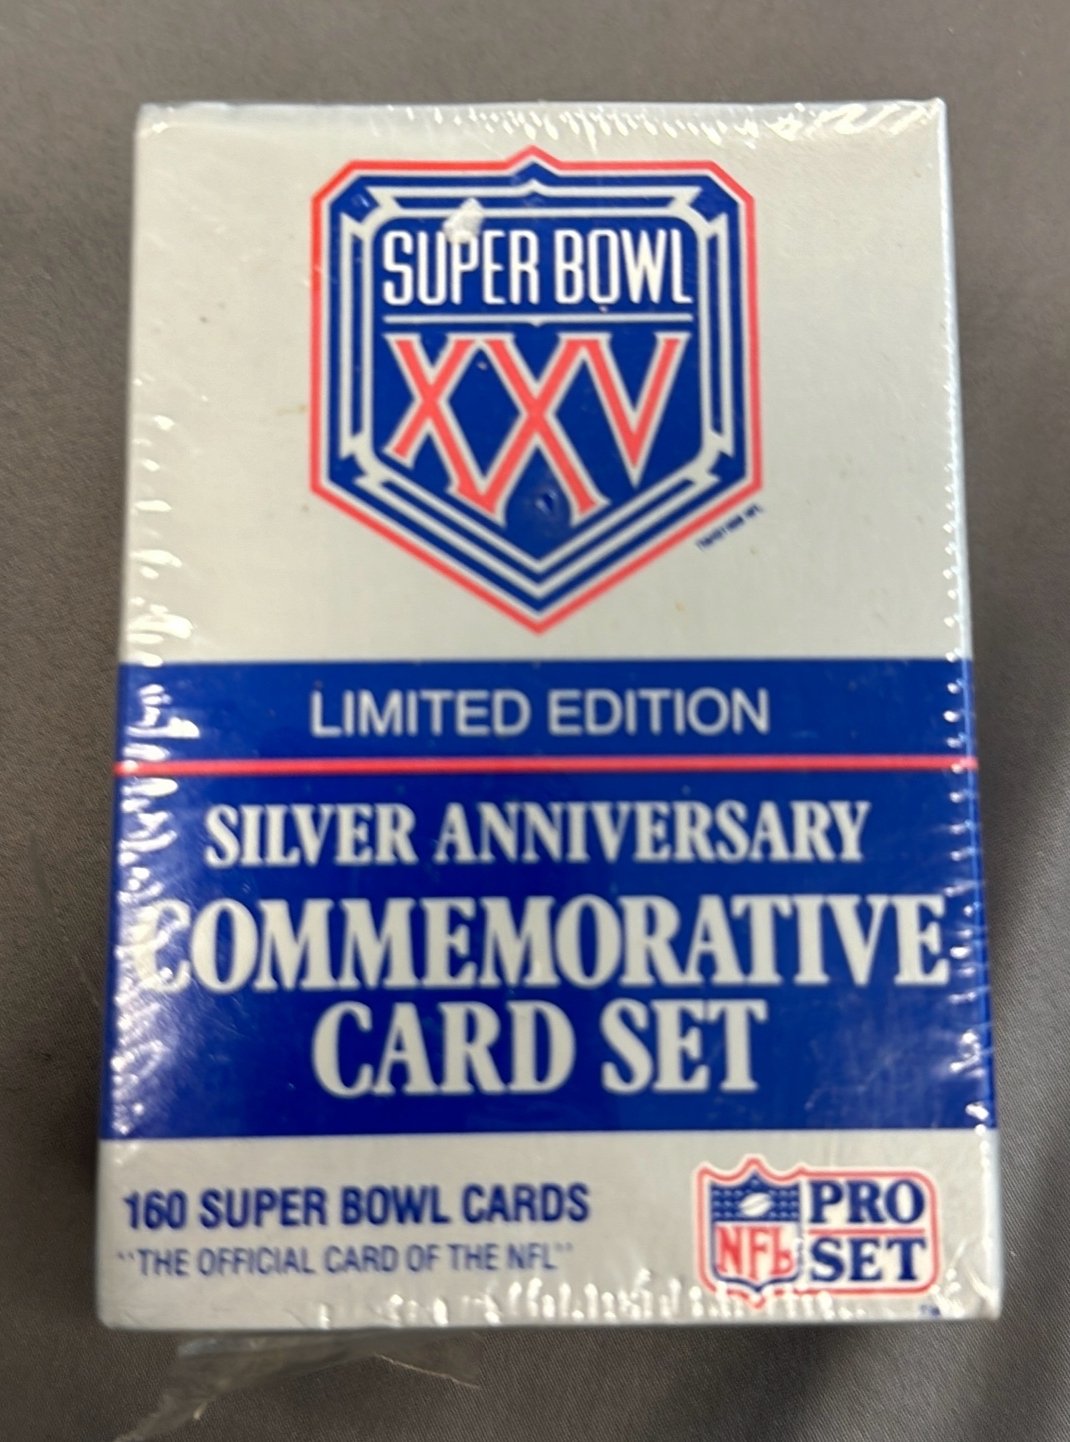 SUPER BOWL
XXV
LIMITED EDITION
SILVER ANNIVERSARY
COMMEMORATIVE
CARD SET
160 SUPER BOWL CARDS
"THE OFFICIAL CARD OF THE NFL"
NFL
PRO
SET